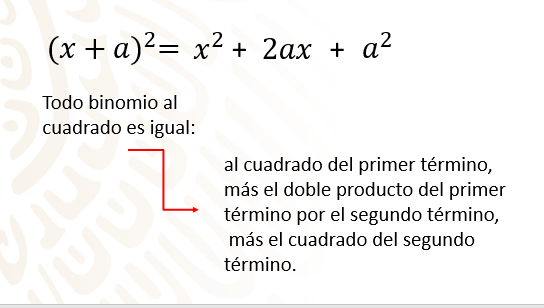 (x + a)²= x² + 2ax + a²
Todo binomio al
cuadrado es igual:
al cuadrado del primer término,
más el doble producto del primer
término por el segundo término,
más el cuadrado del segundo
término.